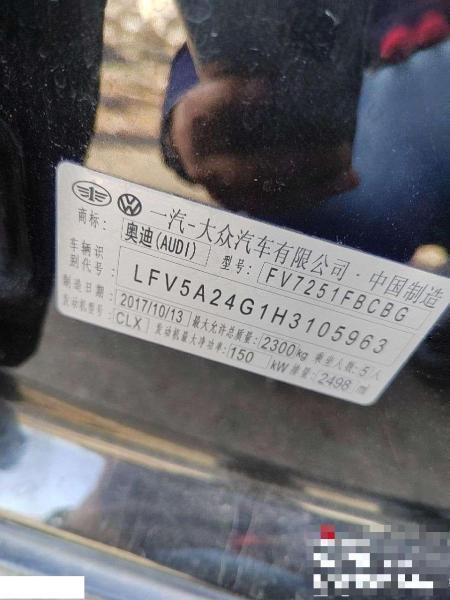 一汽-大众汽车有限公司·中国制造
商标: 奥迪(AUDI) 型号: FV7251FBCBG
车辆识别代号: LFV5A24G1H3105963
制造日期: 2017/10/13 最大允许总质量: 2300kg 乘坐人数: 5人
发动机型号: CLX 发动机最大净功率: 150 kW 排量: 2498 ml